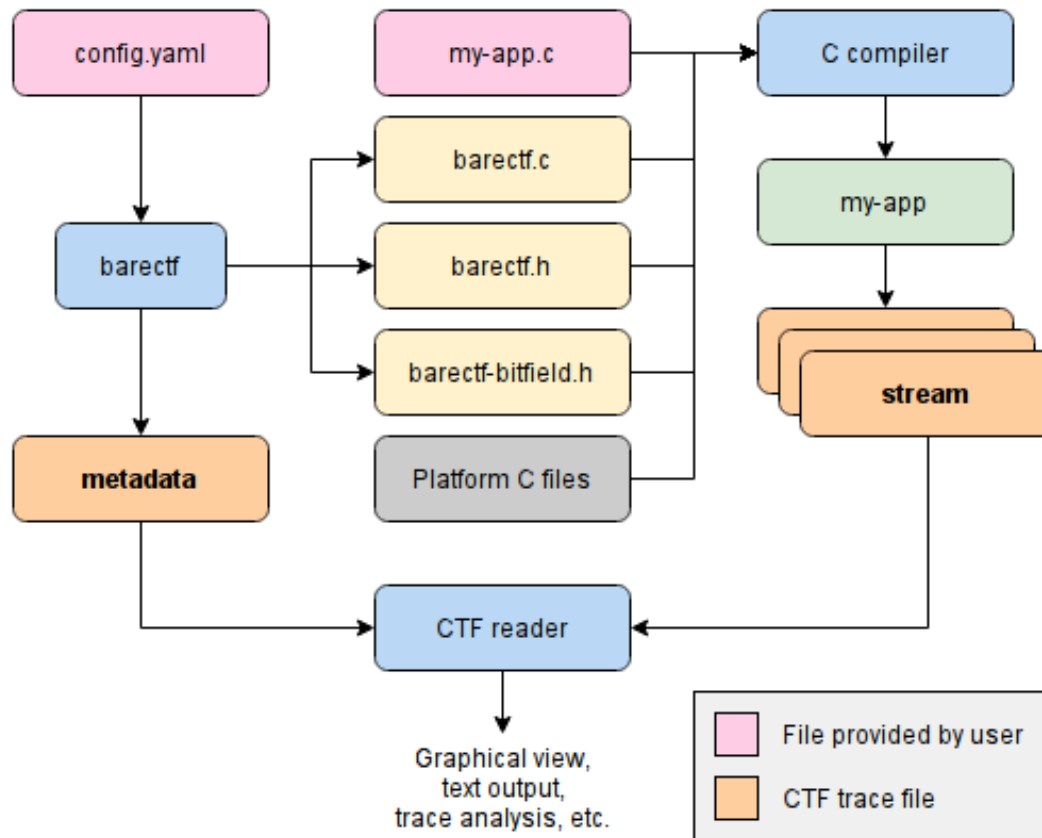 config.yaml
my-app.c
C compiler
barectf.c
my-app
barectf
barectf.h
barectf-bitfield.h
stream
metadata
Platform C files
CTF reader
Graphical view,
text output,
trace analysis, etc.
File provided by user
CTF trace file